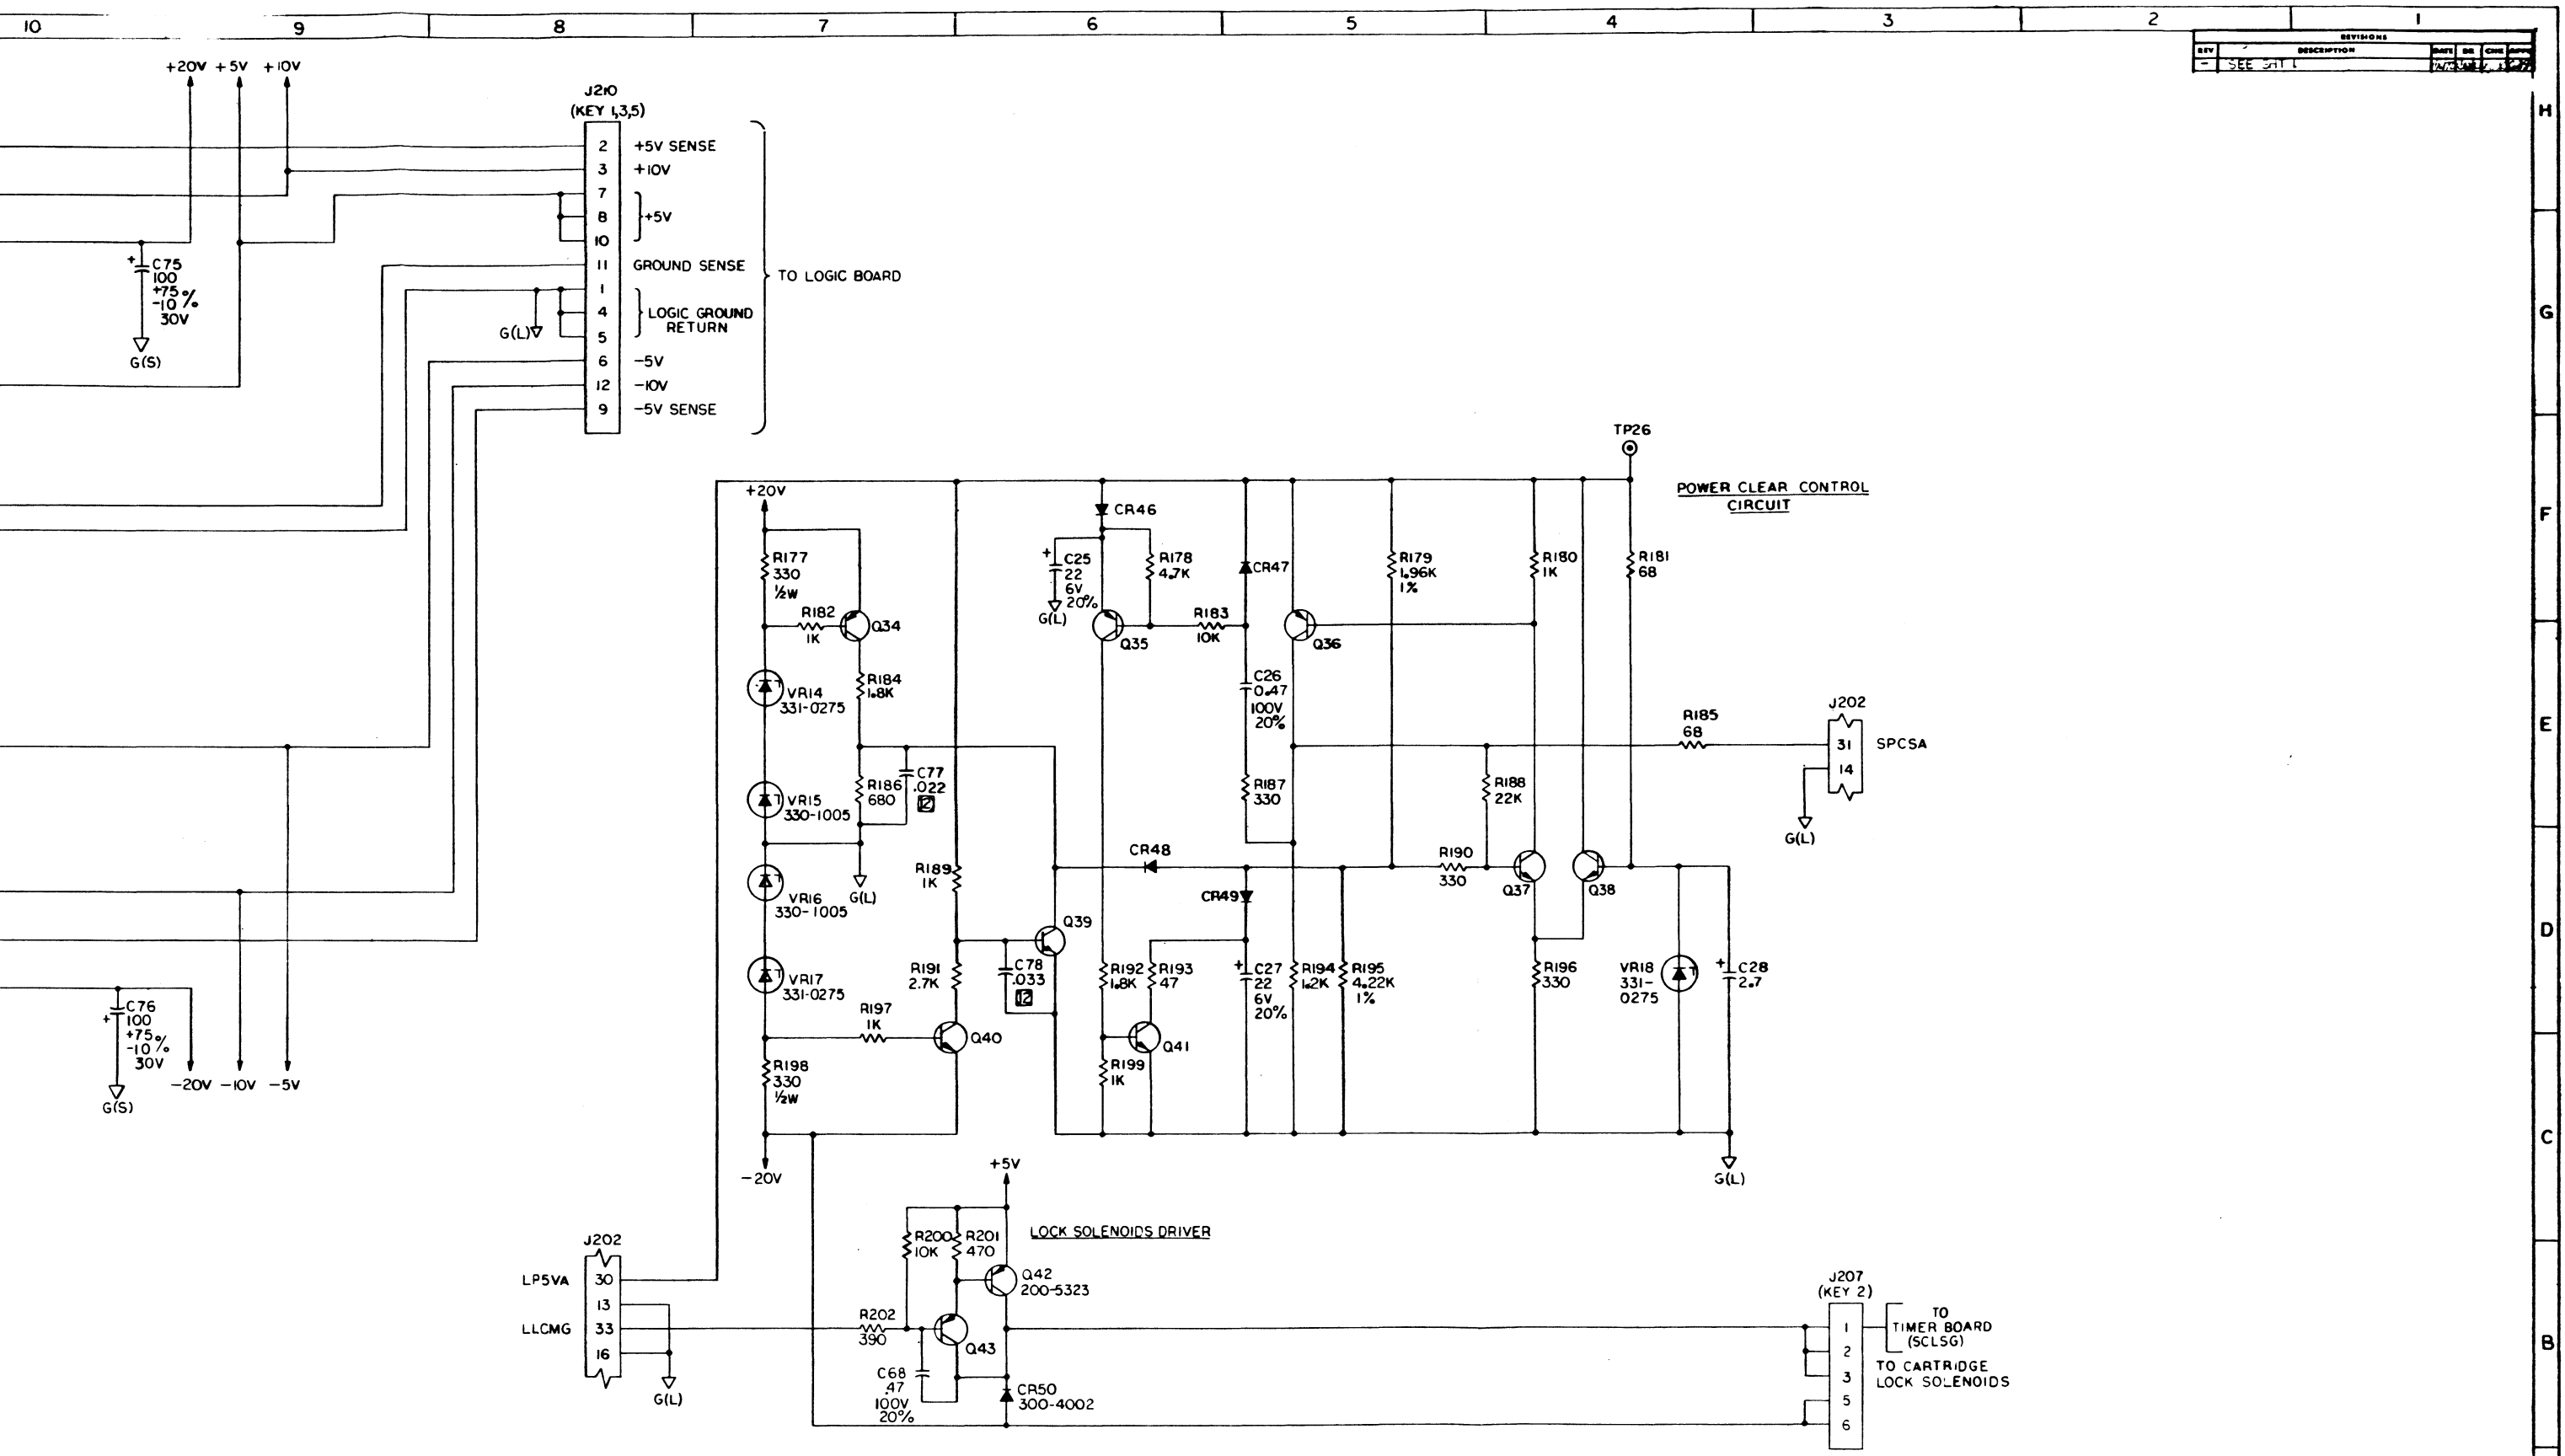 10 9 8 7 6 5 4 3 2 1
REVISIONS
REV DESCRIPTION DATE DR CHK APPD
- SEE SHT 1
H
G
F
E
D
C
B
+20V +5V +10V
J210
(KEY 1,3,5)
2 +5V SENSE
3 +10V
7
8 +5V
10
11 GROUND SENSE
1
4 LOGIC GROUND
RETURN
5
6 -5V
12 -10V
9 -5V SENSE
TO LOGIC BOARD
G(L)
+ C75
100
+75%
-10%
30V
G(S)
C76
+ 100
+75%
-10%
30V
G(S)
-20V -10V -5V
TP26
POWER CLEAR CONTROL
CIRCUIT
+20V
R177
330
½W
R182
1K
Q34
R184
1.8K
VR14
331-0275
VR15
330-1005
R186
680
C77
.022
12
G(L)
VR16
330-1005
VR17
331-0275
R197
1K
R198
330
½W
-20V
R189
1K
R191
2.7K
Q40
C78
.033
12
Q39
CR46
+ C25
22
6V
20%
G(L)
R178
4.7K
Q35
R183
10K
CR47
C26
0.47
100V
20%
R187
330
Q36
R179
1.96K
1%
R180
1K
R181
68
R185
68
J202
31 SPCSA
14
G(L)
R188
22K
R190
330
Q37
Q38
CR48
CR49
R192
1.8K
R193
47
Q41
R199
1K
+ C27
22
6V
20%
R194
1.2K
R195
4.22K
1%
R196
330
VR18
331-
0275
+ C28
2.7
G(L)
+5V
LOCK SOLENOIDS DRIVER
R200
10K
R201
470
Q42
200-5323
J202
LP5VA 30
13
LLCMG 33
16
G(L)
R202
390
Q43
C68
.47
100V
20%
CR50
300-4002
J207
(KEY 2)
1
2
3
5
6
TO
TIMER BOARD
(SCLSG)
TO CARTRIDGE
LOCK SOLENOIDS